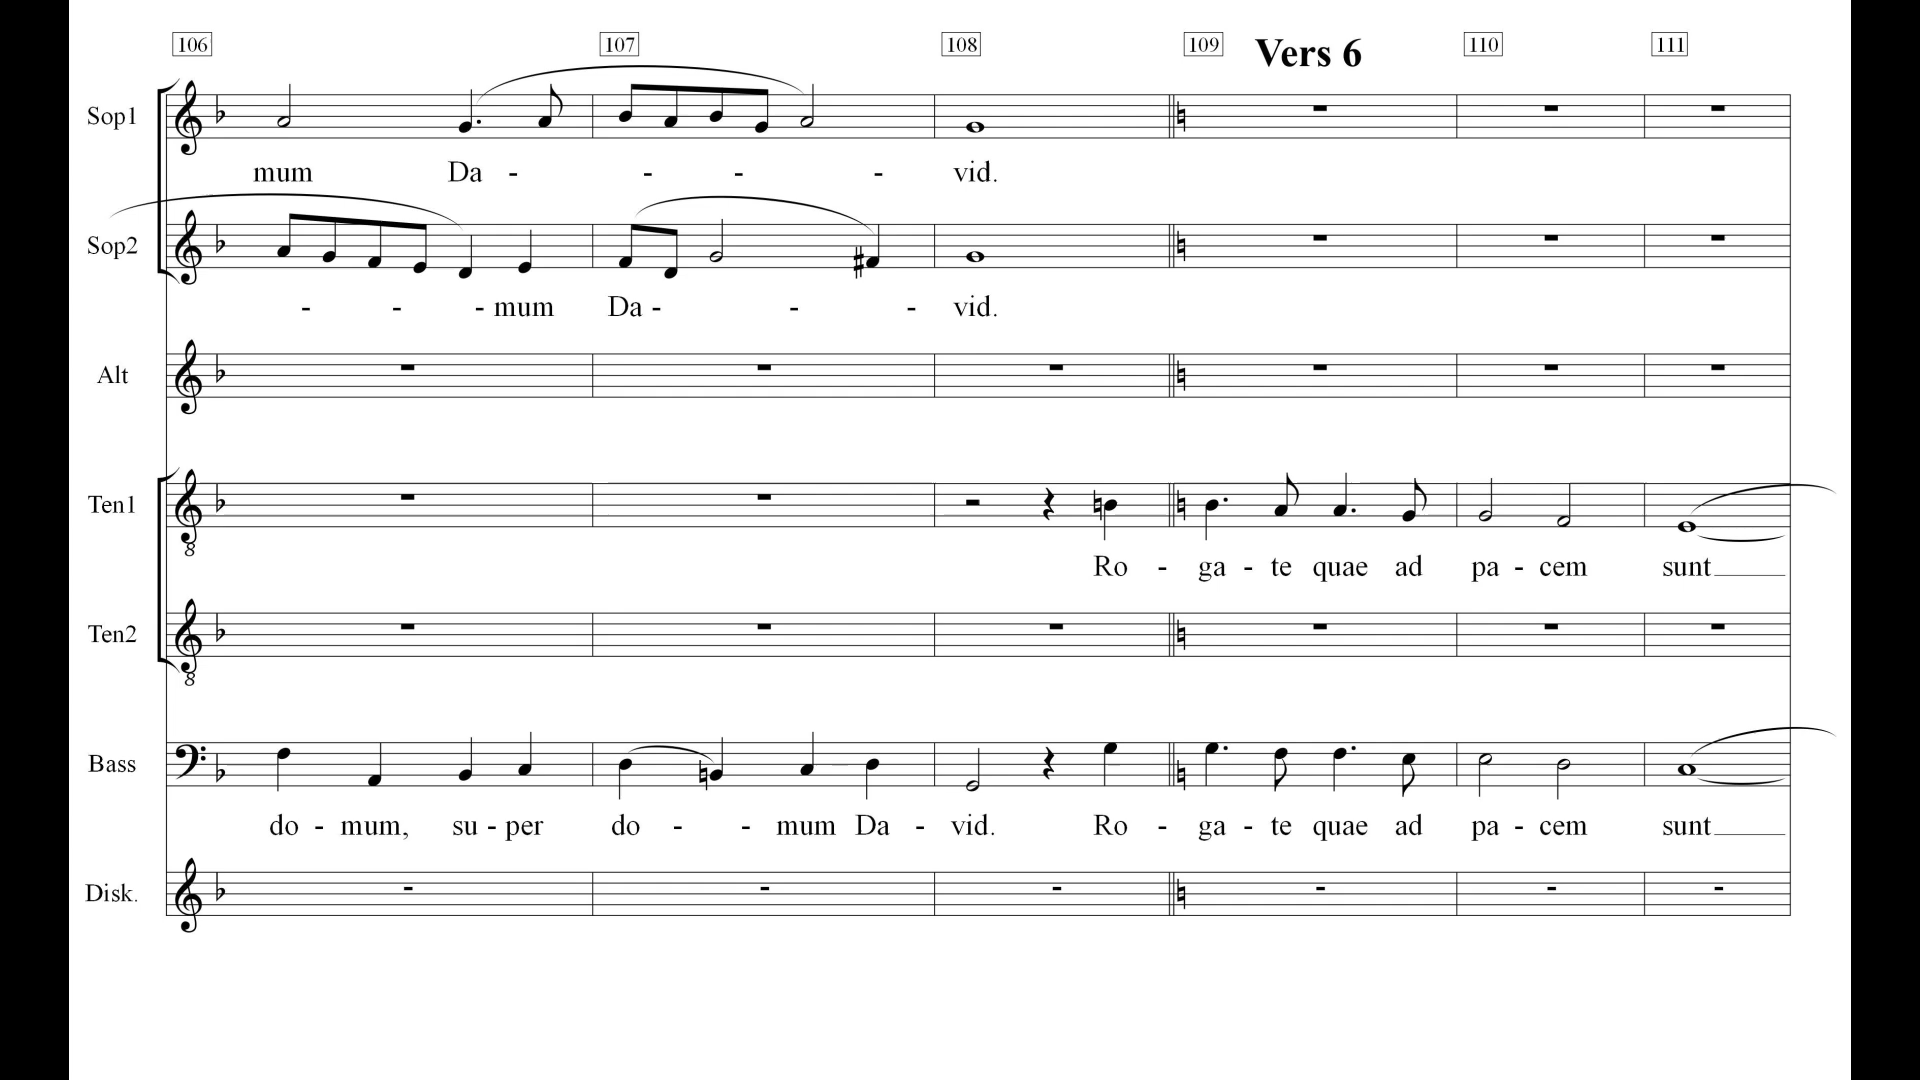 106 107 108 109 Vers 6 110 111
Sop1
mum Da - - - - vid.
Sop2
- - - mum Da - - - vid.
Alt
Ten1
8
Ro - ga - te quae ad pa - cem sunt
Ten2
8
Bass
do - mum, su - per do - - mum Da - vid. Ro - ga - te quae ad pa - cem sunt
Disk.